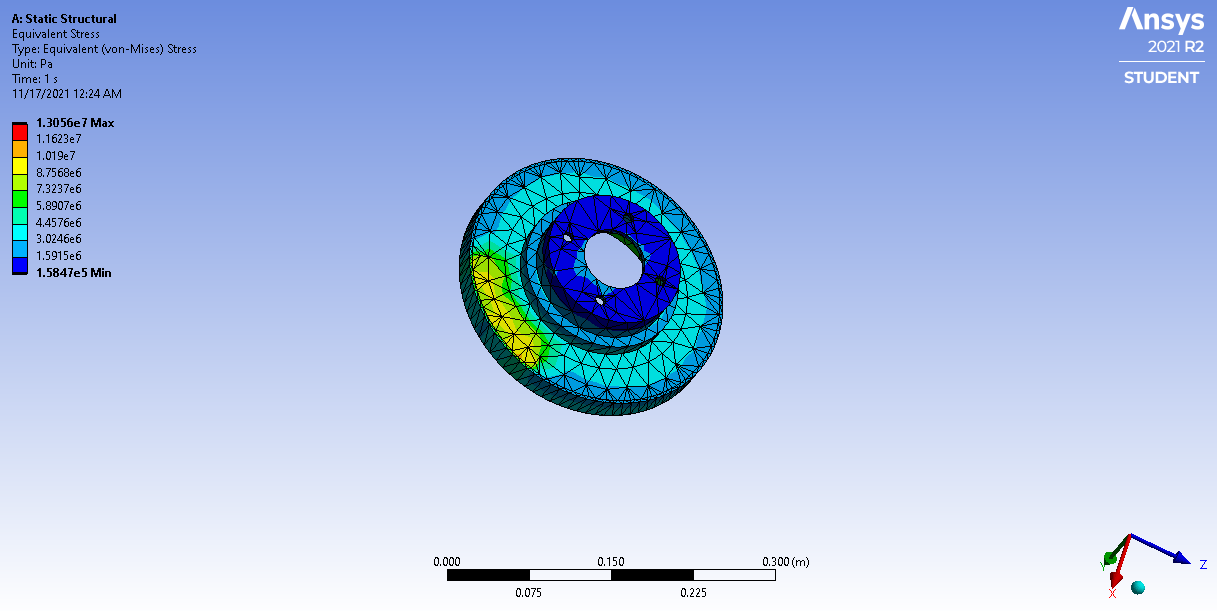 A: Static Structural
Equivalent Stress
Type: Equivalent (von-Mises) Stress
Unit: Pa
Time: 1 s
11/17/2021 12:24 AM
1.3056e7 Max
1.1623e7
1.019e7
8.7568e6
7.3237e6
5.8907e6
4.4576e6
3.0246e6
1.5915e6
1.5847e5 Min
Ansys
2021 R2
STUDENT
0.000 0.150 0.300 (m)
0.075 0.225
Y
X
Z